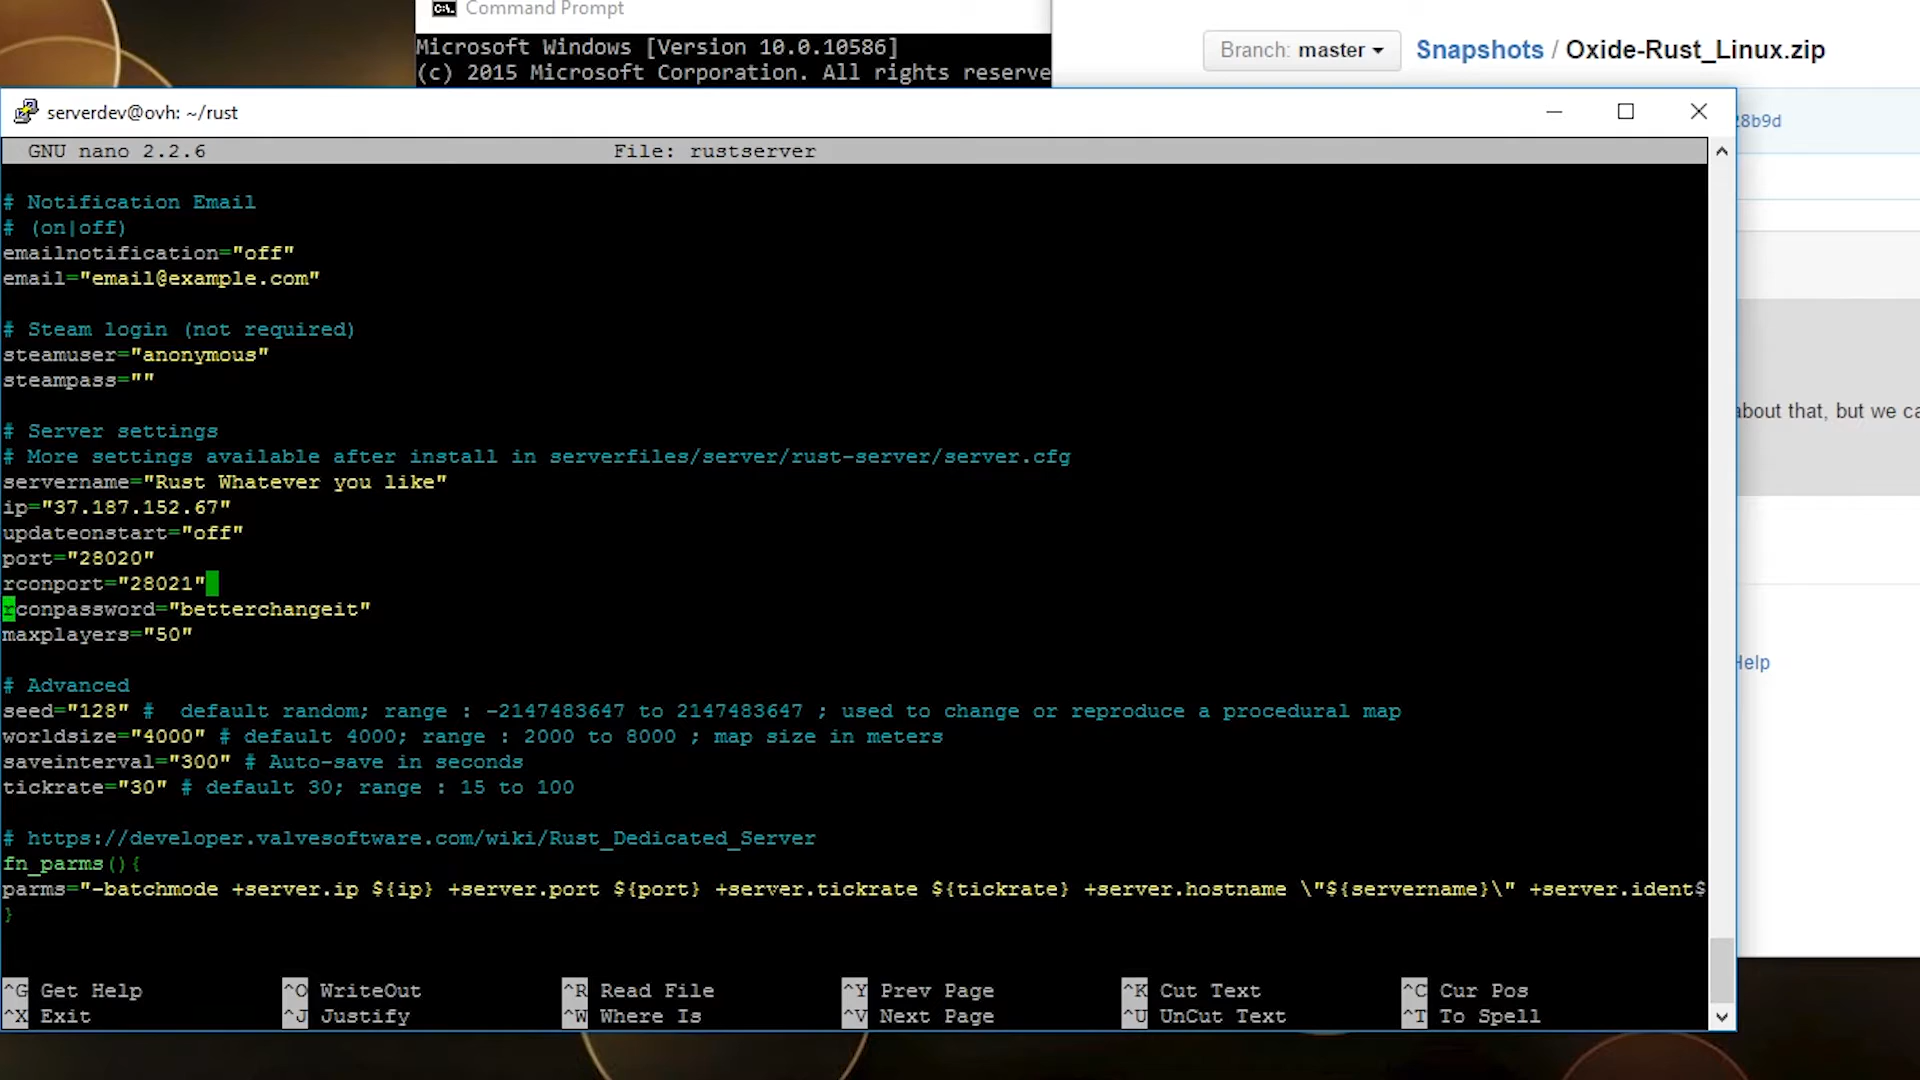 Command Prompt
Microsoft Windows [Version 10.0.10586]
(c) 2015 Microsoft Corporation. All rights reserve
Branch: master
Snapshots / Oxide-Rust_Linux.zip
28b9d
about that, but we ca
Help
serverdev@ovh: ~/rust
GNU nano 2.2.6 File: rustserver
# Notification Email
# (on|off)
emailnotification="off"
email="email@example.com"
# Steam login (not required)
steamuser="anonymous"
steampass=""
# Server settings
# More settings available after install in serverfiles/server/rust-server/server.cfg
servername="Rust Whatever you like"
ip="37.187.152.67"
updateonstart="off"
port="28020"
rconport="28021"
rconpassword="betterchangeit"
maxplayers="50"
# Advanced
seed="128" #  default random; range : -2147483647 to 2147483647 ; used to change or reproduce a procedural map
worldsize="4000" # default 4000; range : 2000 to 8000 ; map size in meters
saveinterval="300" # Auto-save in seconds
tickrate="30" # default 30; range : 15 to 100
# https://developer.valvesoftware.com/wiki/Rust_Dedicated_Server
fn_parms(){
parms="-batchmode +server.ip ${ip} +server.port ${port} +server.tickrate ${tickrate} +server.hostname \"${servername}\" +server.ident$
}
^G Get Help ^O WriteOut ^R Read File ^Y Prev Page ^K Cut Text ^C Cur Pos
^X Exit ^J Justify ^W Where Is ^V Next Page ^U UnCut Text ^T To Spell